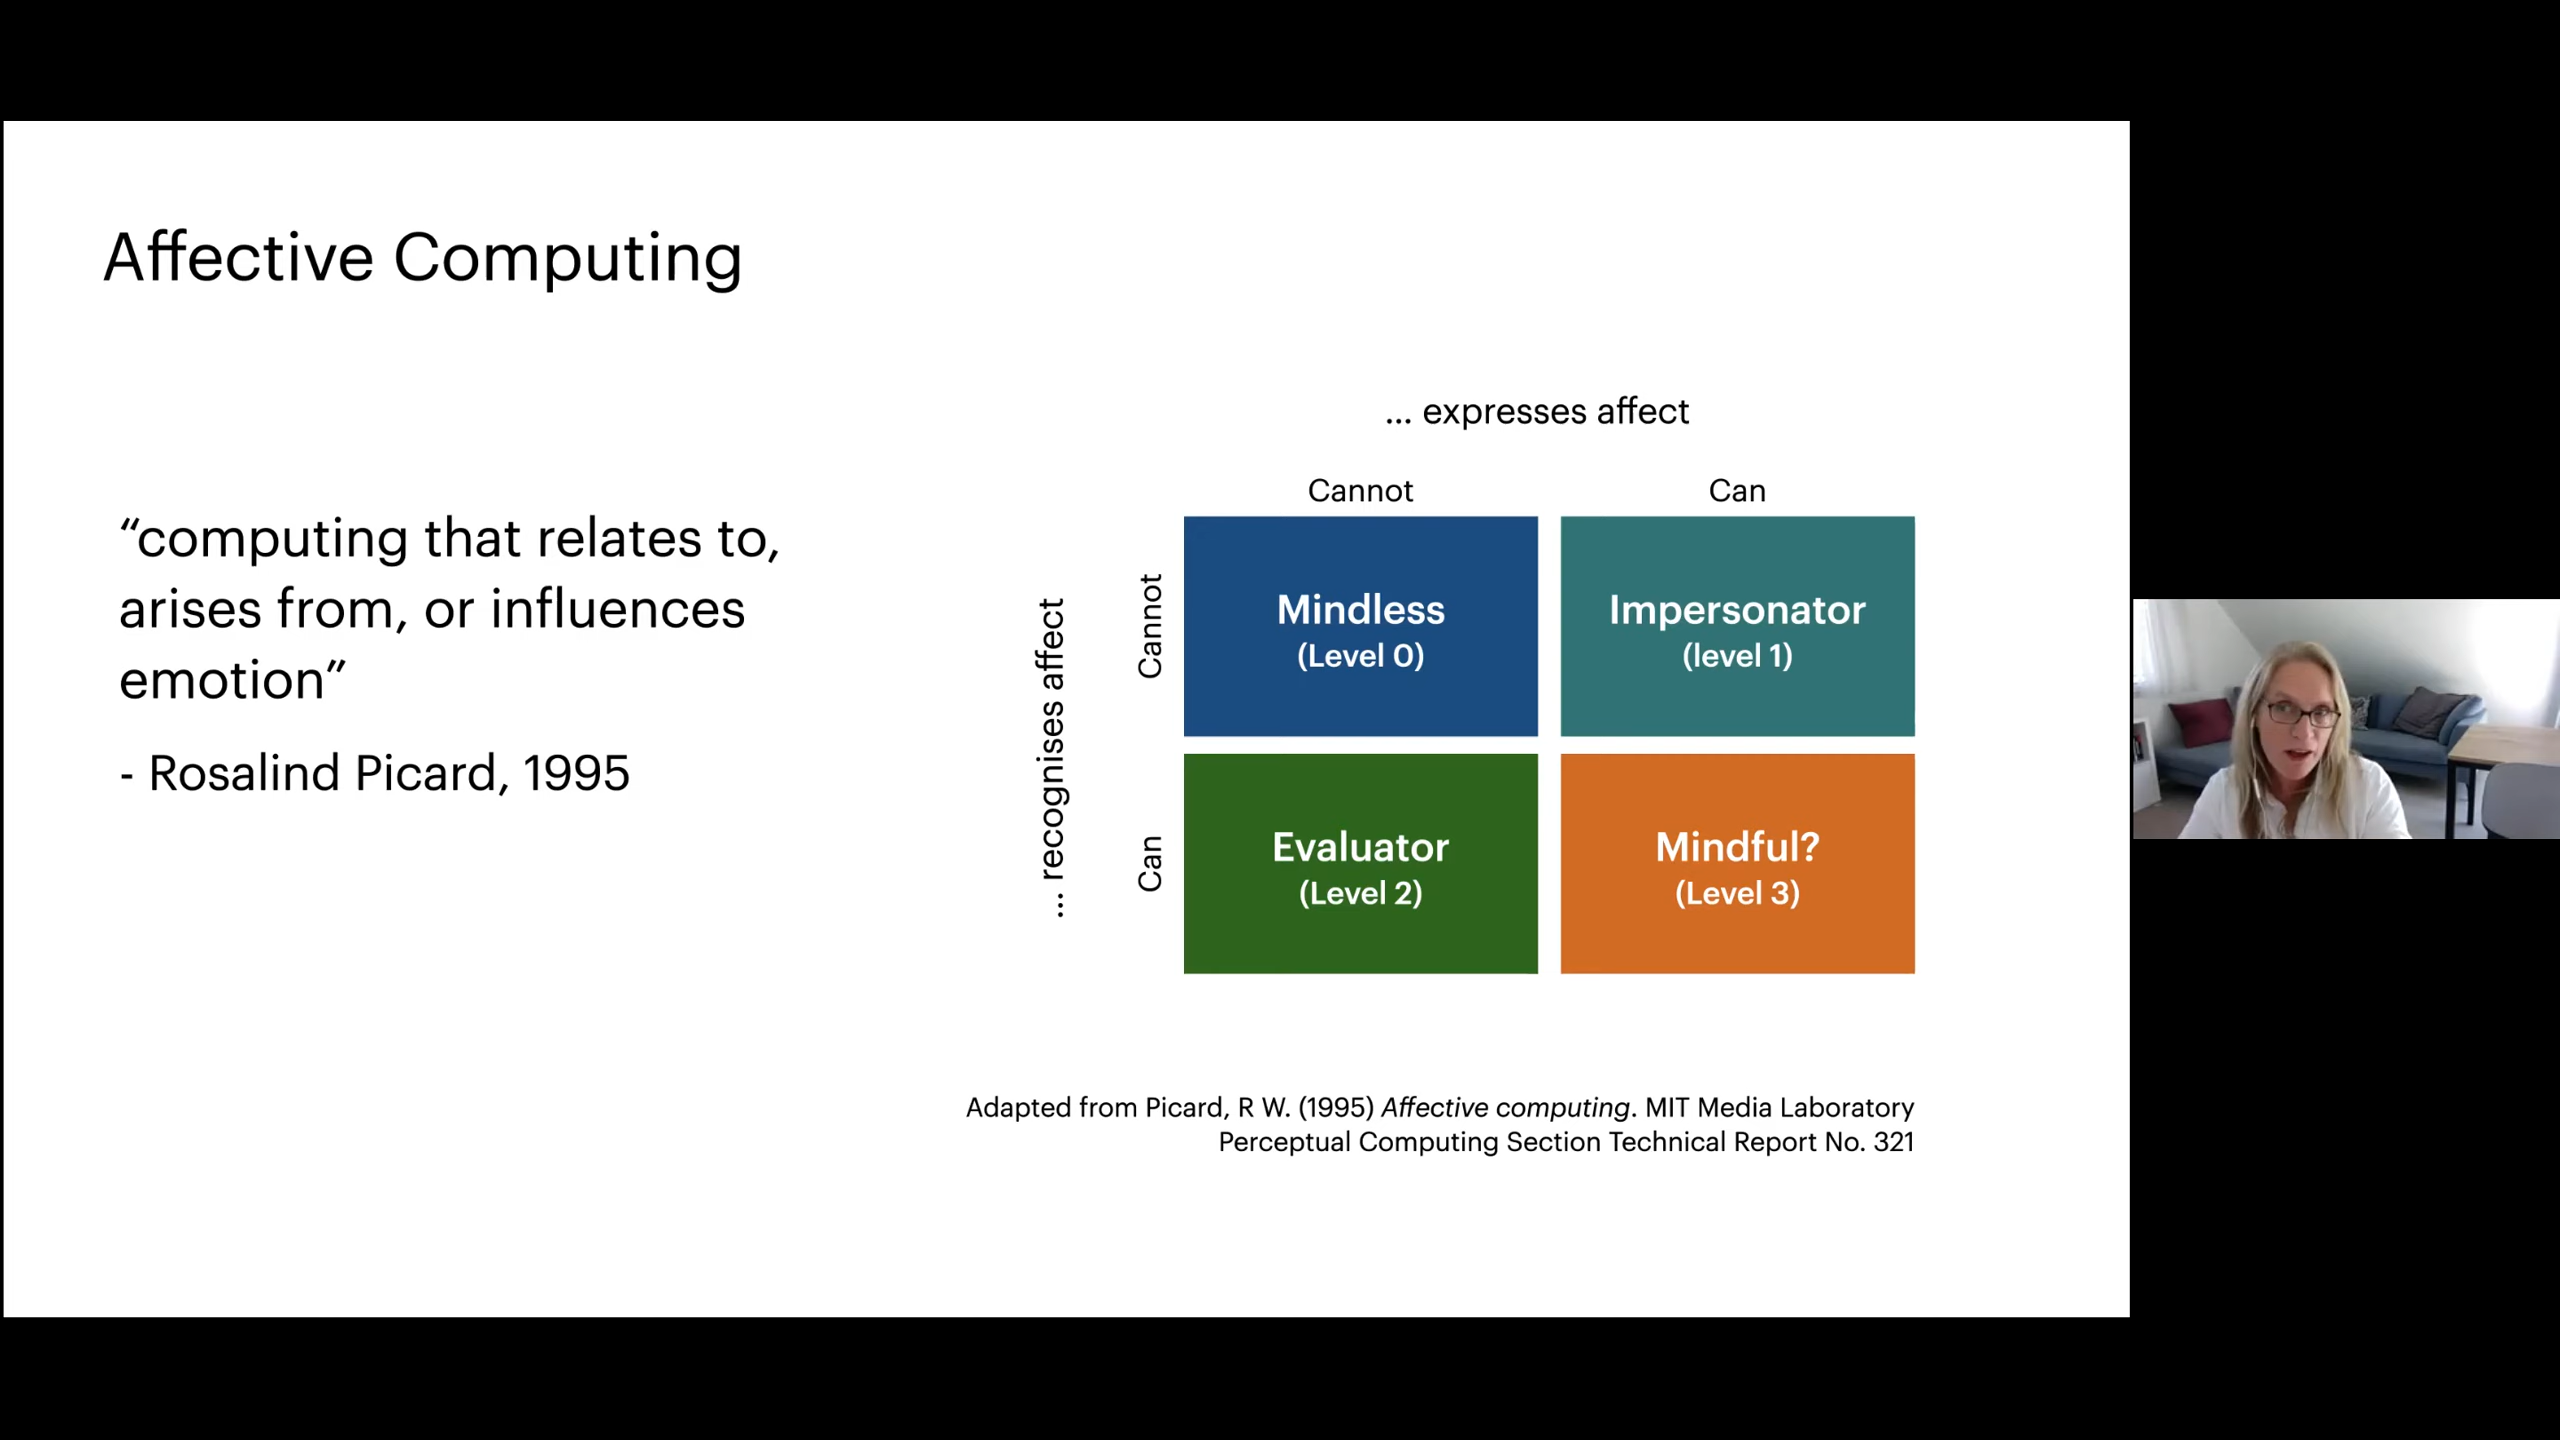 Affective Computing
“computing that relates to,
arises from, or influences
emotion”
- Rosalind Picard, 1995
... expresses affect
Cannot
Can
... recognises affect
Cannot
Mindless
(Level 0)
Impersonator
(level 1)
Can
Evaluator
(Level 2)
Mindful?
(Level 3)
Adapted from Picard, R W. (1995) Affective computing. MIT Media Laboratory
Perceptual Computing Section Technical Report No. 321